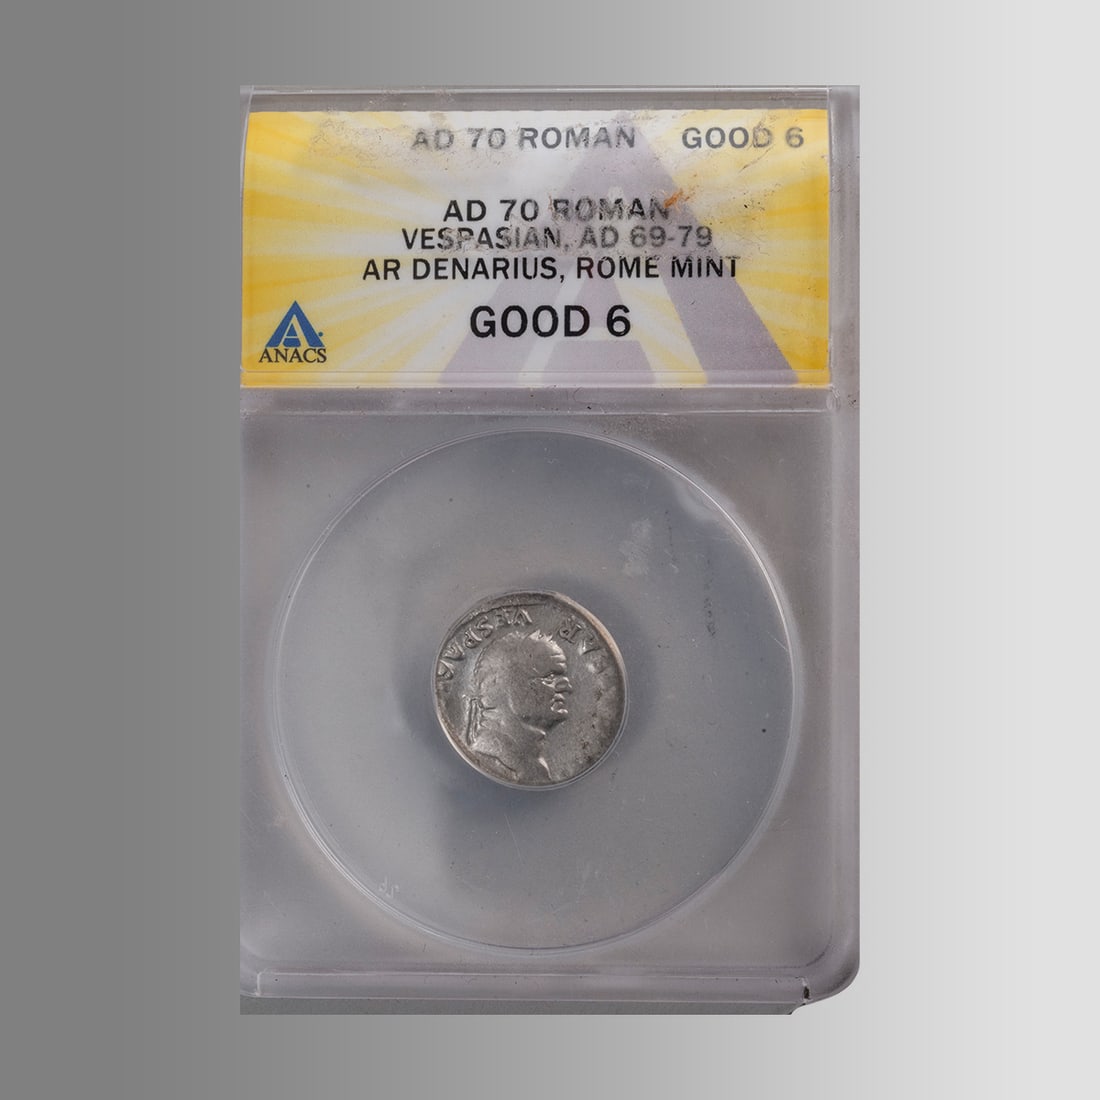 AD 70 ROMAN GOOD 6
AD 70 ROMAN
VESPASIAN, AD 69-79
AR DENARIUS, ROME MINT
GOOD 6
ANACS
AR VESPAS